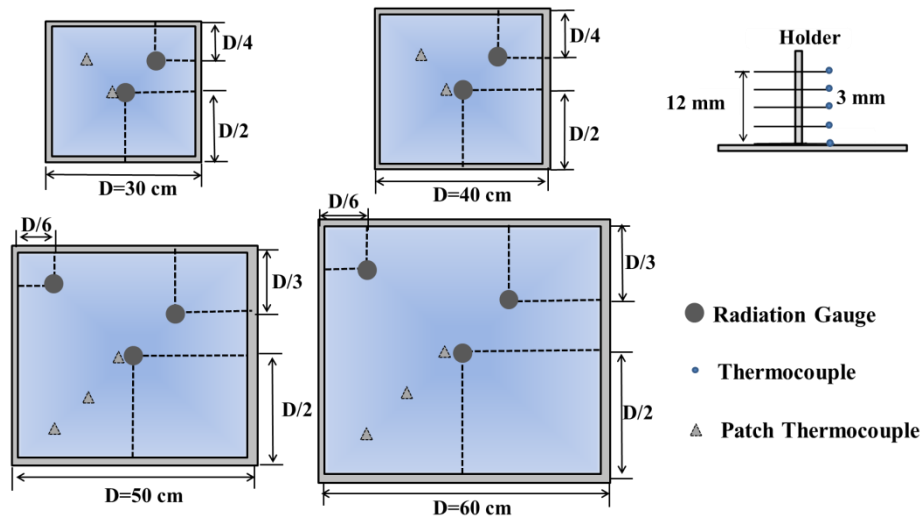 D/4
D/2
D=30 cm
D/4
D/2
D=40 cm
Holder
12 mm
3 mm
D/6
D/3
D/2
D=50 cm
D/6
D/3
D/2
D=60 cm
Radiation Gauge
Thermocouple
Patch Thermocouple